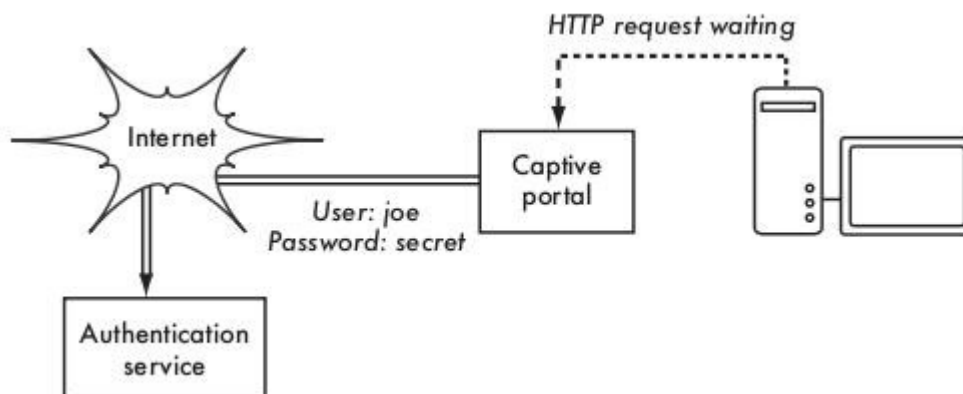 HTTP request waiting
Internet
Captive
portal
User: joe
Password: secret
Authentication
service